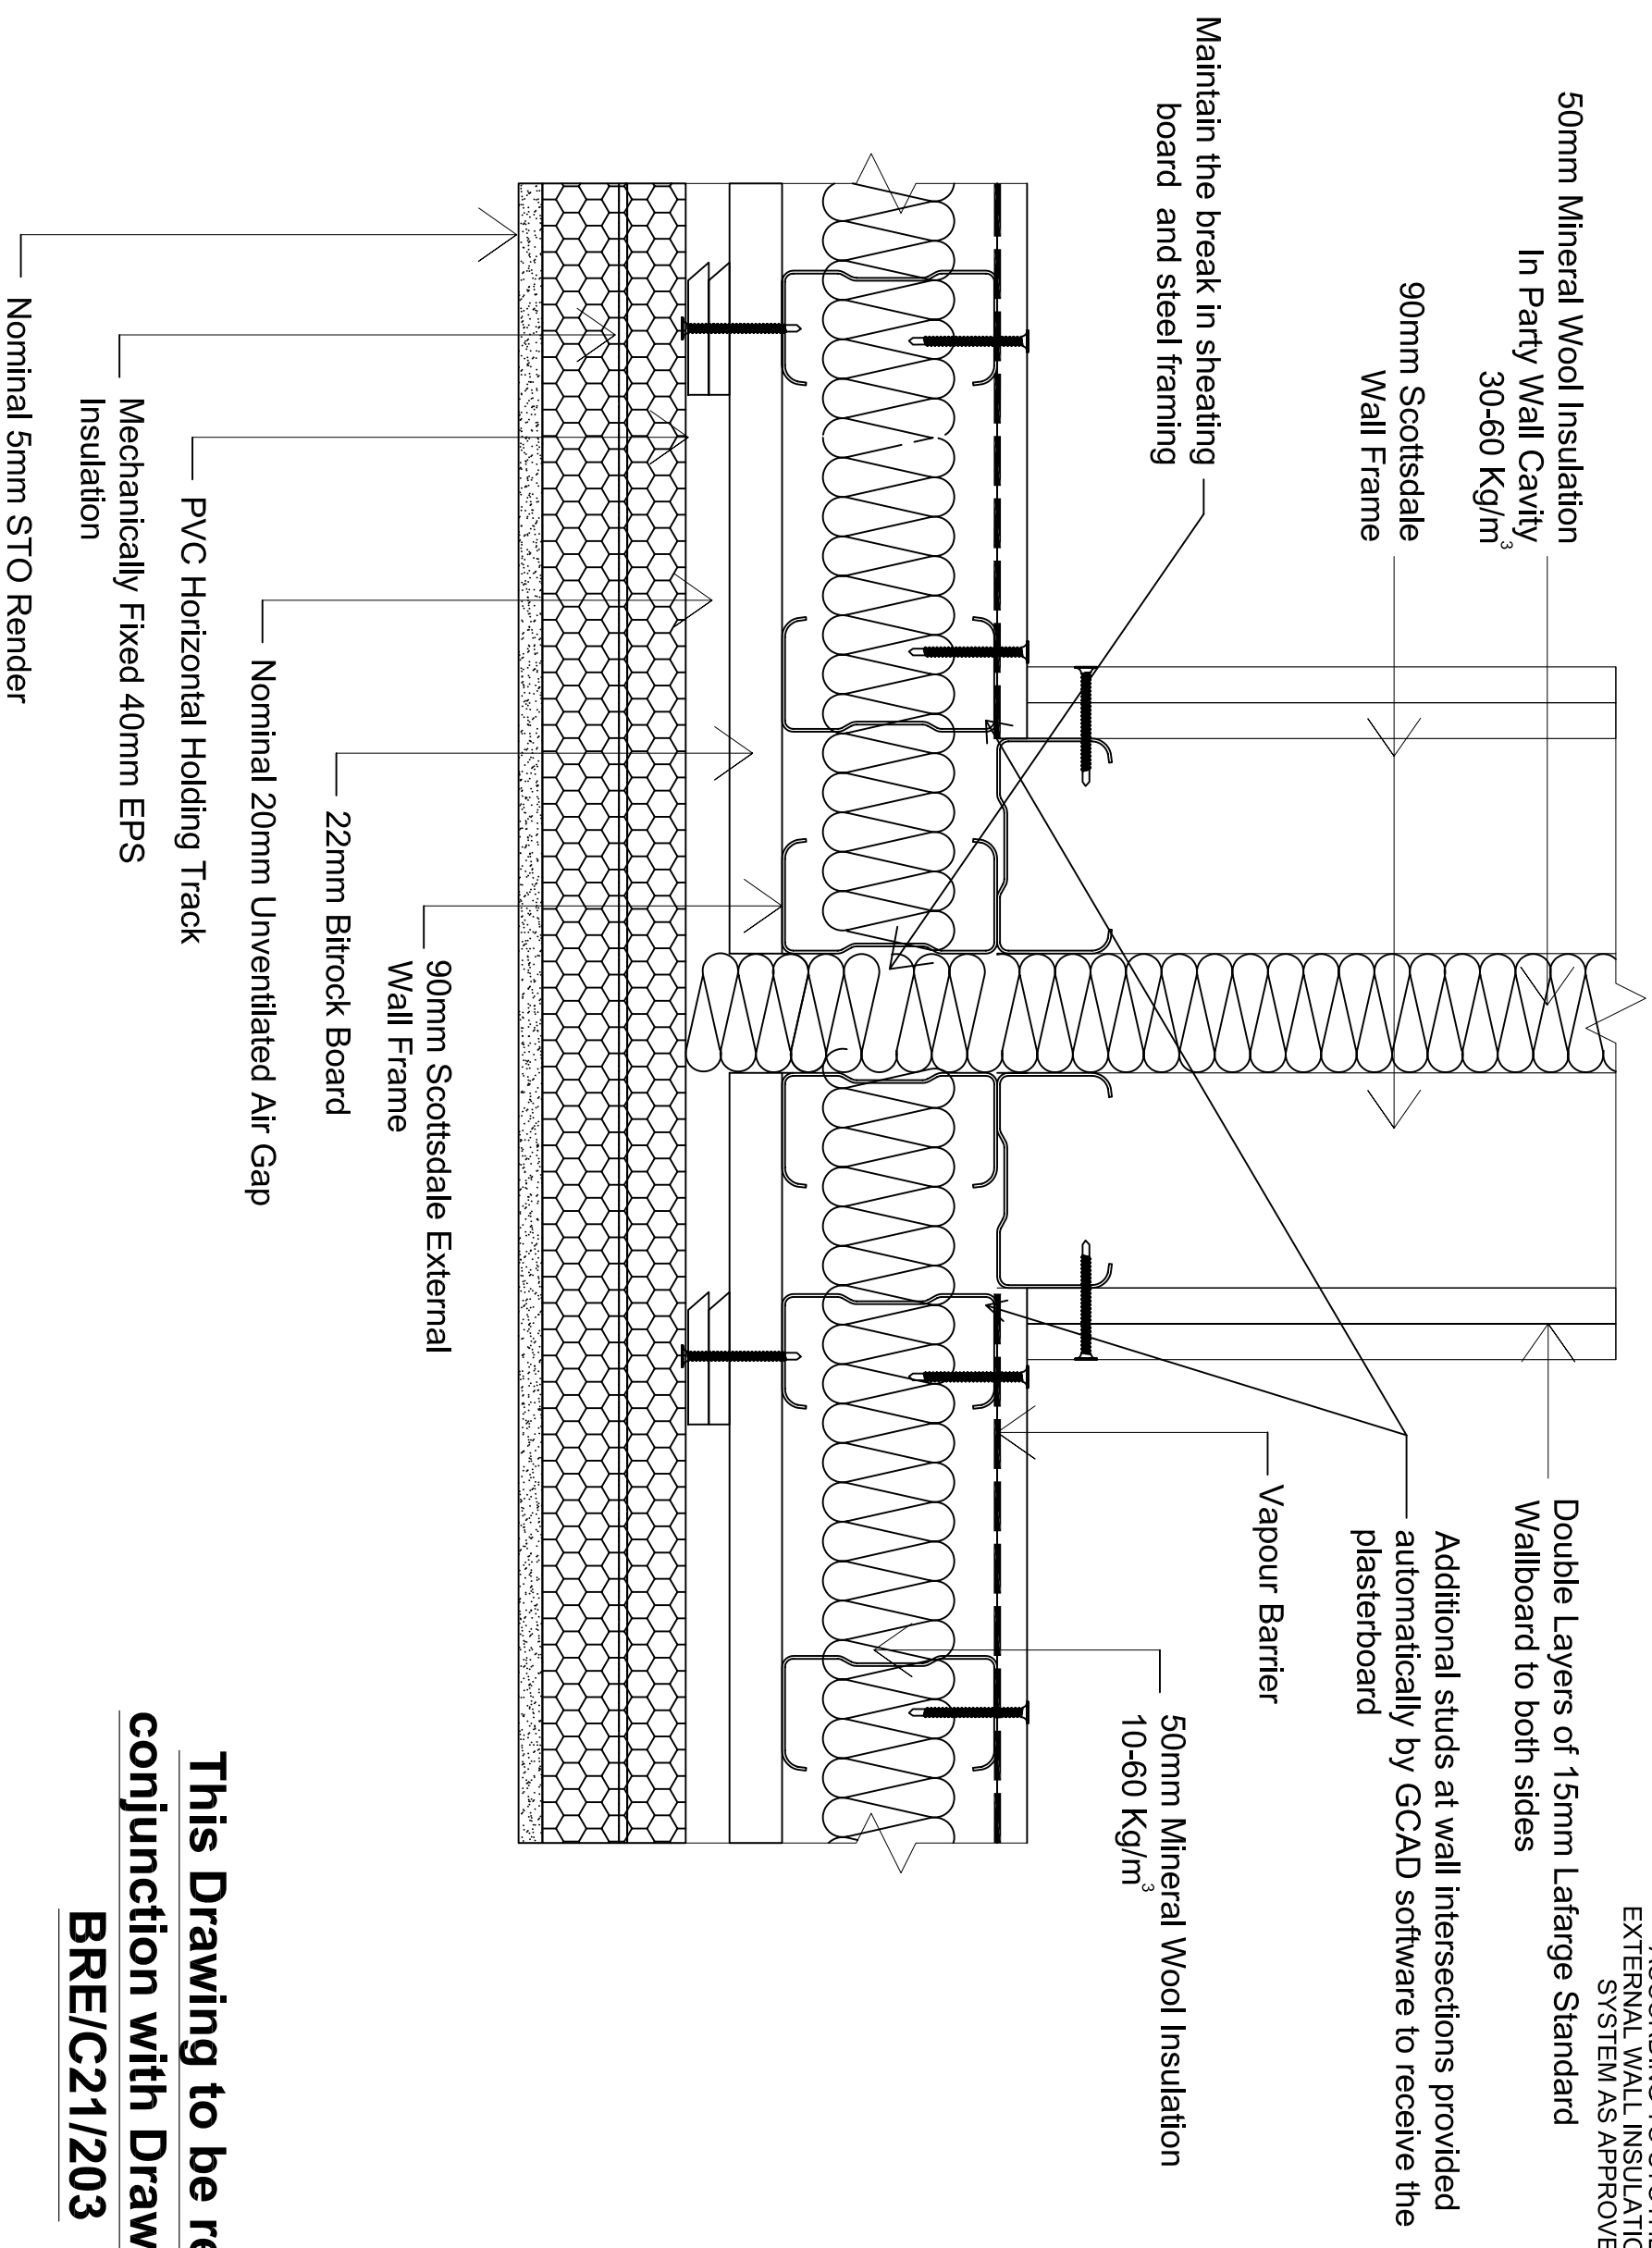 EXTERNAL WALL INSULATIO
SYSTEM AS APPROVE
50mm Mineral Wool Insulation
In Party Wall Cavity
30-60 Kg/m³
90mm Scottsdale
Wall Frame
Maintain the break in sheating
board and steel framing
Double Layers of 15mm Lafarge Standard
Wallboard to both sides
Additional studs at wall intersections provided
automatically by GCAD software to receive the
plasterboard
Vapour Barrier
50mm Mineral Wool Insulation
10-60 Kg/m³
90mm Scottsdale External
Wall Frame
22mm Bitrock Board
Nominal 20mm Unventilated Air Gap
PVC Horizontal Holding Track
Mechanically Fixed 40mm EPS
Insulation
Nominal 5mm STO Render
This Drawing to be re
conjunction with Draw
BRE/C21/203